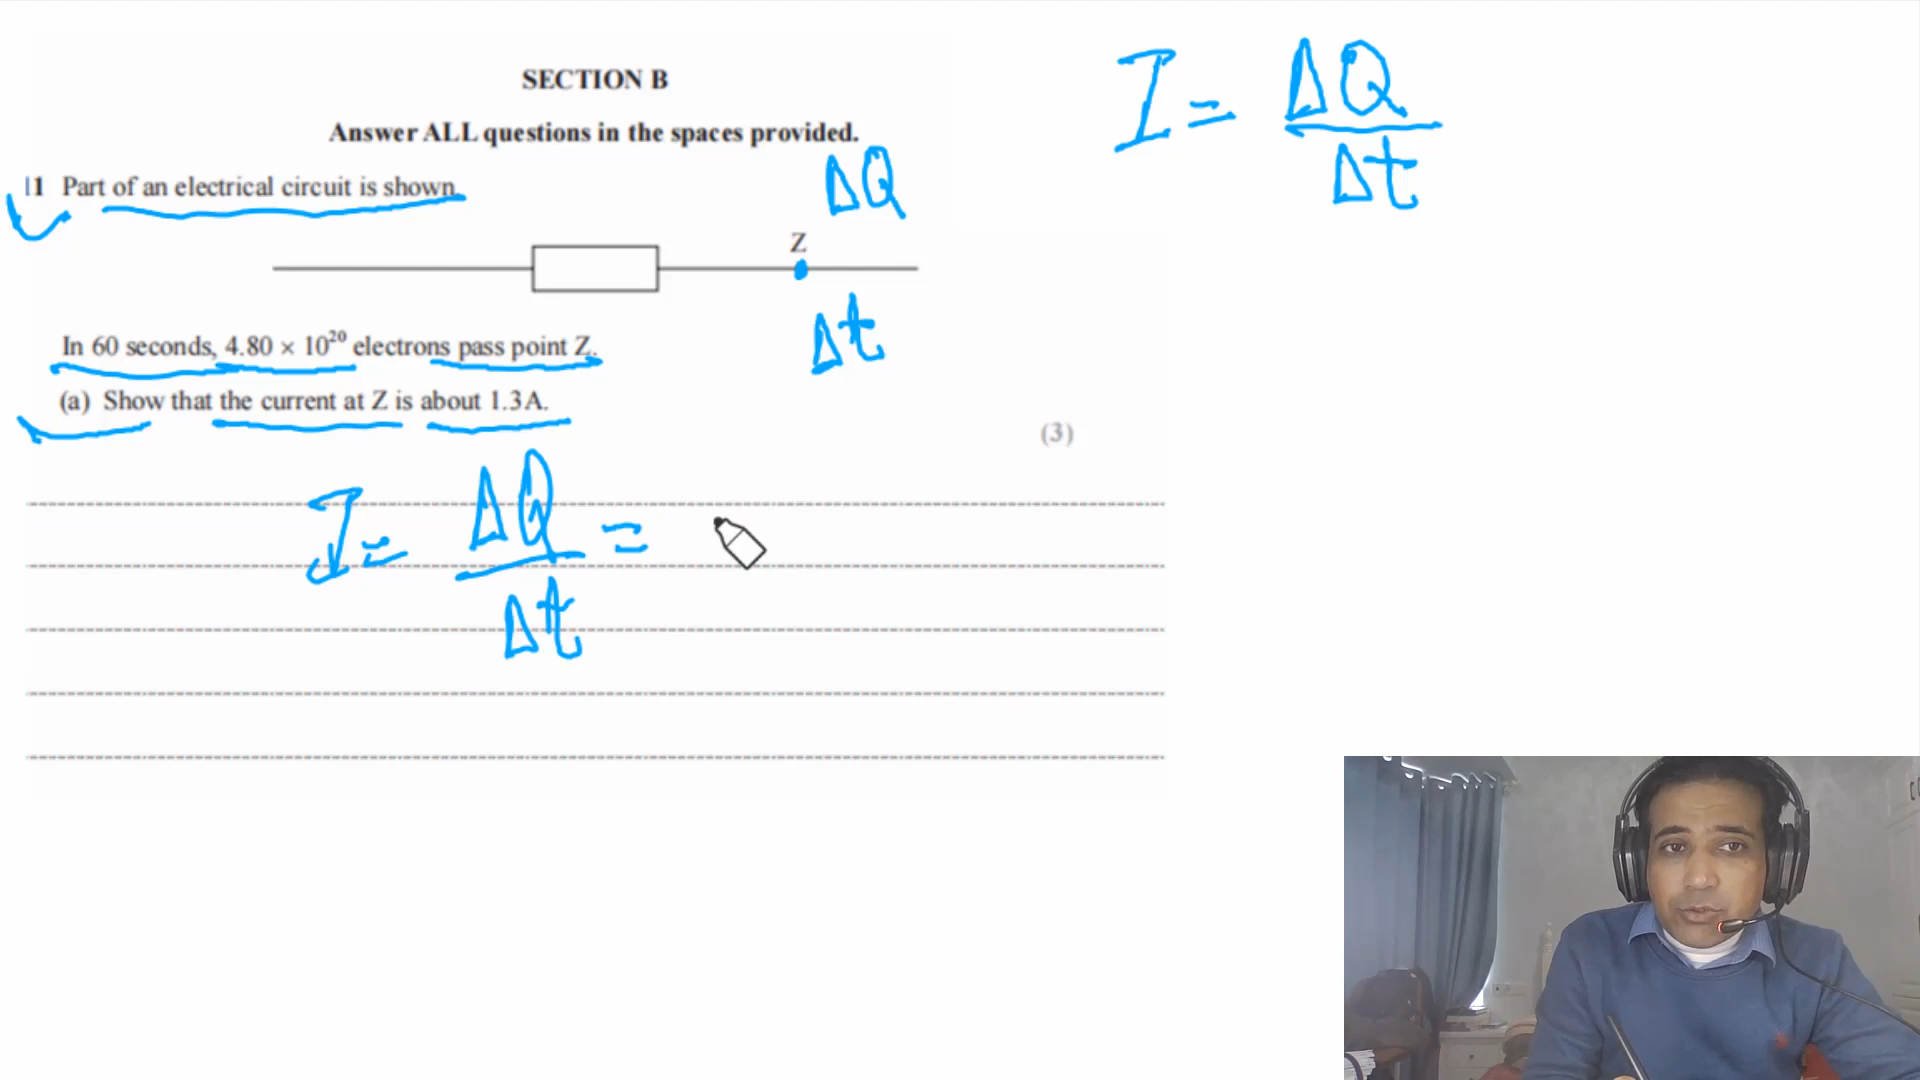 SECTION B
Answer ALL questions in the spaces provided.
11 Part of an electrical circuit is shown.
Z
In 60 seconds, 4.80 × 10²⁰ electrons pass point Z.
(a) Show that the current at Z is about 1.3A.
(3)
I = ΔQ/Δt
ΔQ
Δt
I = ΔQ/Δt =